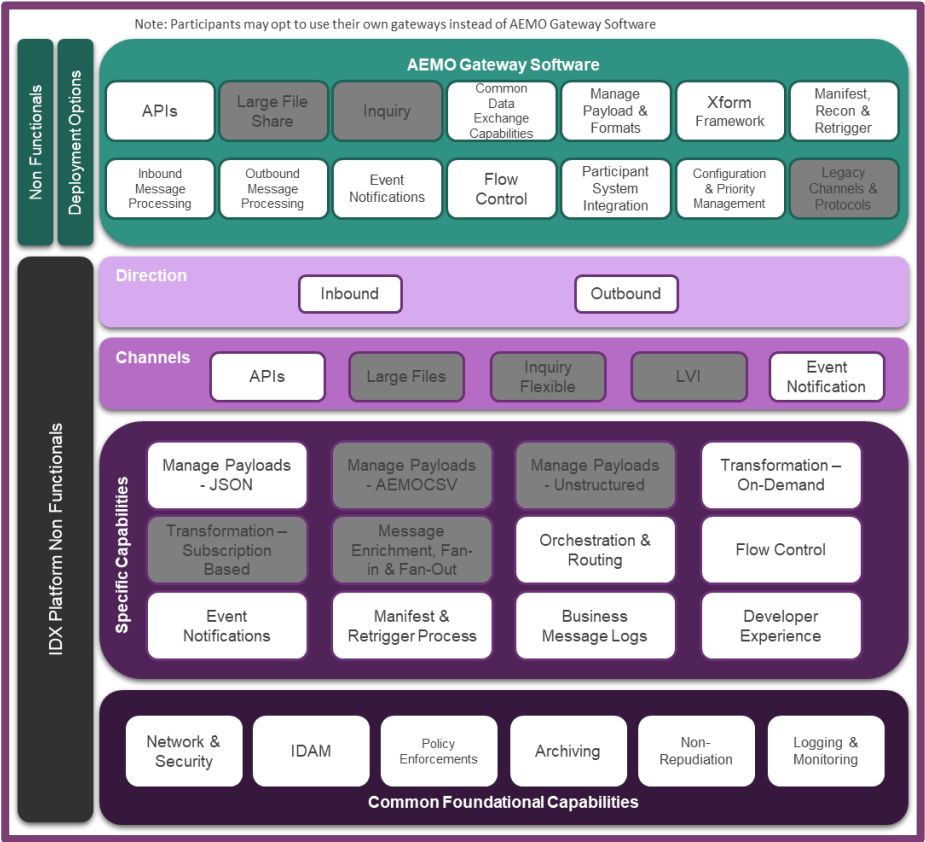 Note: Participants may opt to use their own gateways instead of AEMO Gateway Software
Non Functionals
Deployment Options
AEMO Gateway Software
APIs
Large File
Share
Inquiry
Common
Data
Exchange
Capabilities
Manage
Payload &
Formats
Xform
Framework
Manifest,
Recon &
Retrigger
Inbound
Message
Processing
Outbound
Message
Processing
Event
Notifications
Flow
Control
Participant
System
Integration
Configuration
& Priority
Management
Legacy
Channels &
Protocols
IDX Platform Non Functionals
Direction
Inbound
Outbound
Channels
APIs
Large Files
Inquiry
Flexible
LVI
Event
Notification
Specific Capabilities
Manage Payloads
- JSON
Manage Payloads
- AEMOCSV
Manage Payloads
- Unstructured
Transformation –
On-Demand
Transformation –
Subscription
Based
Message
Enrichment, Fan-
in & Fan-Out
Orchestration &
Routing
Flow Control
Event
Notifications
Manifest &
Retrigger Process
Business
Message Logs
Developer
Experience
Network &
Security
IDAM
Policy
Enforcements
Archiving
Non-
Repudiation
Logging &
Monitoring
Common Foundational Capabilities